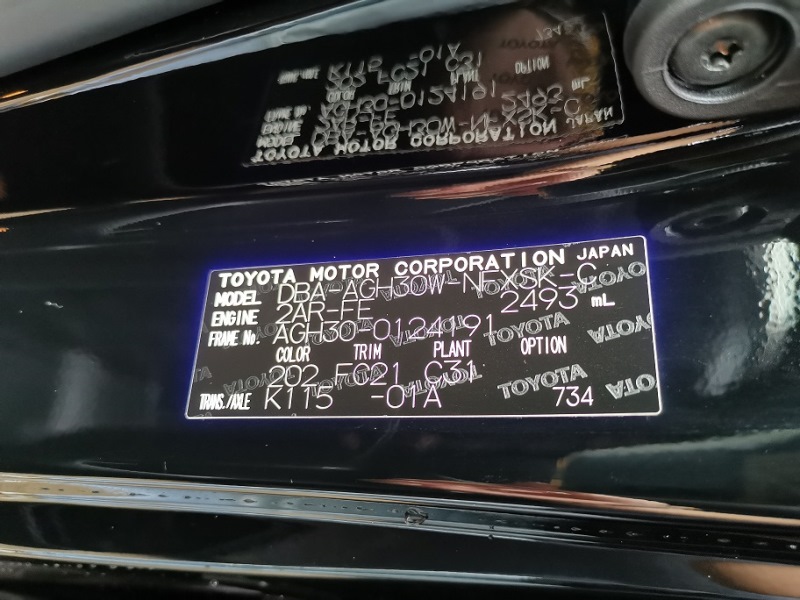 TOYOTA MOTOR CORPORATION JAPAN
MODEL DBA-AGH30W-NFXSK-C
ENGINE 2AR-FE 2493 mL
FRAME No. AGH30-0124191
COLOR TRIM PLANT OPTION
202 FC21 C31
TRANS./AXLE K115 -01A 734